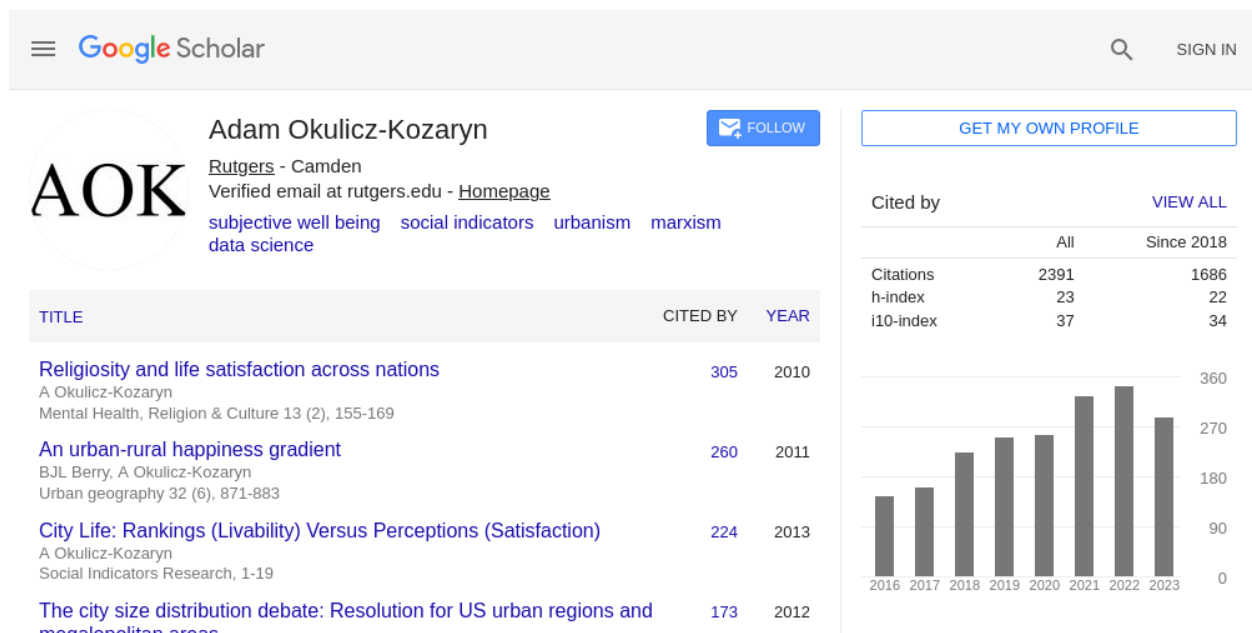 Google Scholar
SIGN IN
AOK
Adam Okulicz-Kozaryn
FOLLOW
Rutgers - Camden
Verified email at rutgers.edu - Homepage
subjective well being social indicators urbanism marxism
data science
TITLE CITED BY YEAR
Religiosity and life satisfaction across nations 305 2010
A Okulicz-Kozaryn
Mental Health, Religion & Culture 13 (2), 155-169
An urban-rural happiness gradient 260 2011
BJL Berry, A Okulicz-Kozaryn
Urban geography 32 (6), 871-883
City Life: Rankings (Livability) Versus Perceptions (Satisfaction) 224 2013
A Okulicz-Kozaryn
Social Indicators Research, 1-19
The city size distribution debate: Resolution for US urban regions and 173 2012
megalopolitan areas
GET MY OWN PROFILE
Cited by VIEW ALL
All Since 2018
Citations 2391 1686
h-index 23 22
i10-index 37 34
360
270
180
90
0
2016 2017 2018 2019 2020 2021 2022 2023